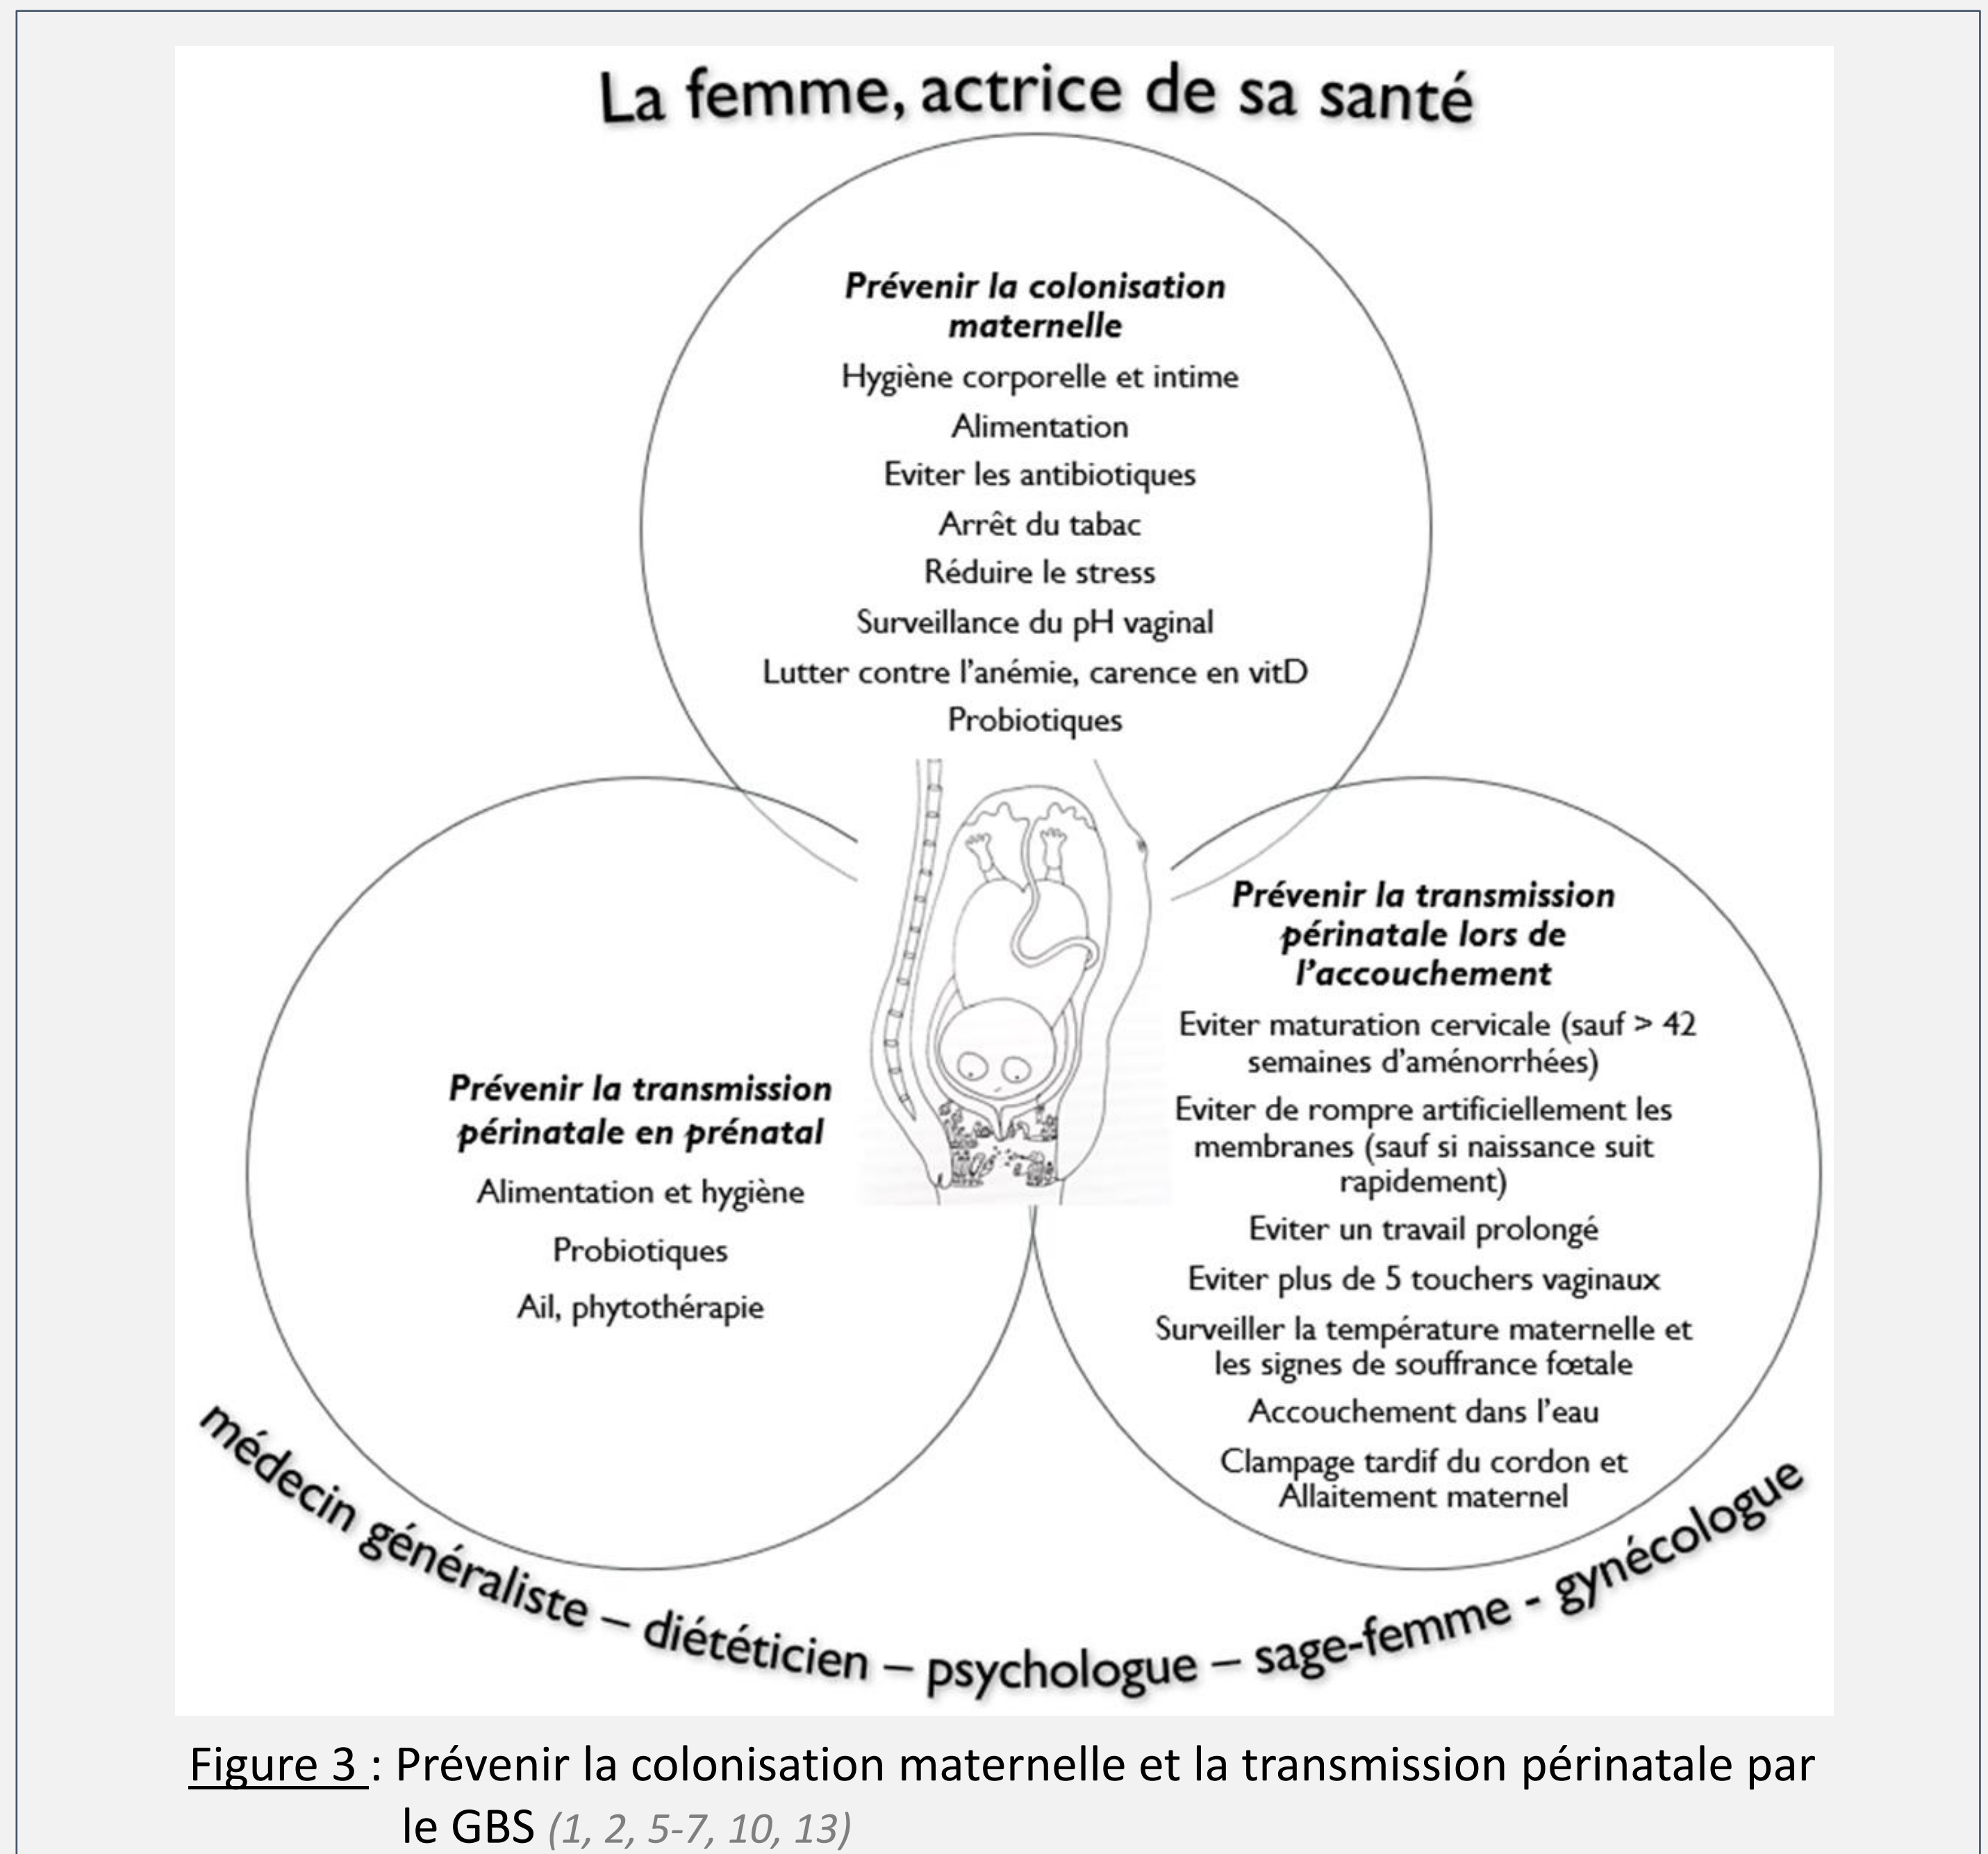 La femme, actrice de sa santé
Prévenir la colonisation
maternelle
Hygiène corporelle et intime
Alimentation
Eviter les antibiotiques
Arrêt du tabac
Réduire le stress
Surveillance du pH vaginal
Lutter contre l'anémie, carence en vitD
Probiotiques
Prévenir la transmission
périnatale en prénatal
Alimentation et hygiène
Probiotiques
Ail, phytothérapie
Prévenir la transmission
périnatale lors de
l'accouchement
Eviter maturation cervicale (sauf > 42
semaines d'aménorrhées)
Eviter de rompre artificiellement les
membranes (sauf si naissance suit
rapidement)
Eviter un travail prolongé
Eviter plus de 5 touchers vaginaux
Surveiller la température maternelle et
les signes de souffrance fœtale
Accouchement dans l'eau
Clampage tardif du cordon et
Allaitement maternel
médecin généraliste – diététicien – psychologue – sage-femme - gynécologue
Figure 3 : Prévenir la colonisation maternelle et la transmission périnatale par
le GBS (1, 2, 5-7, 10, 13)